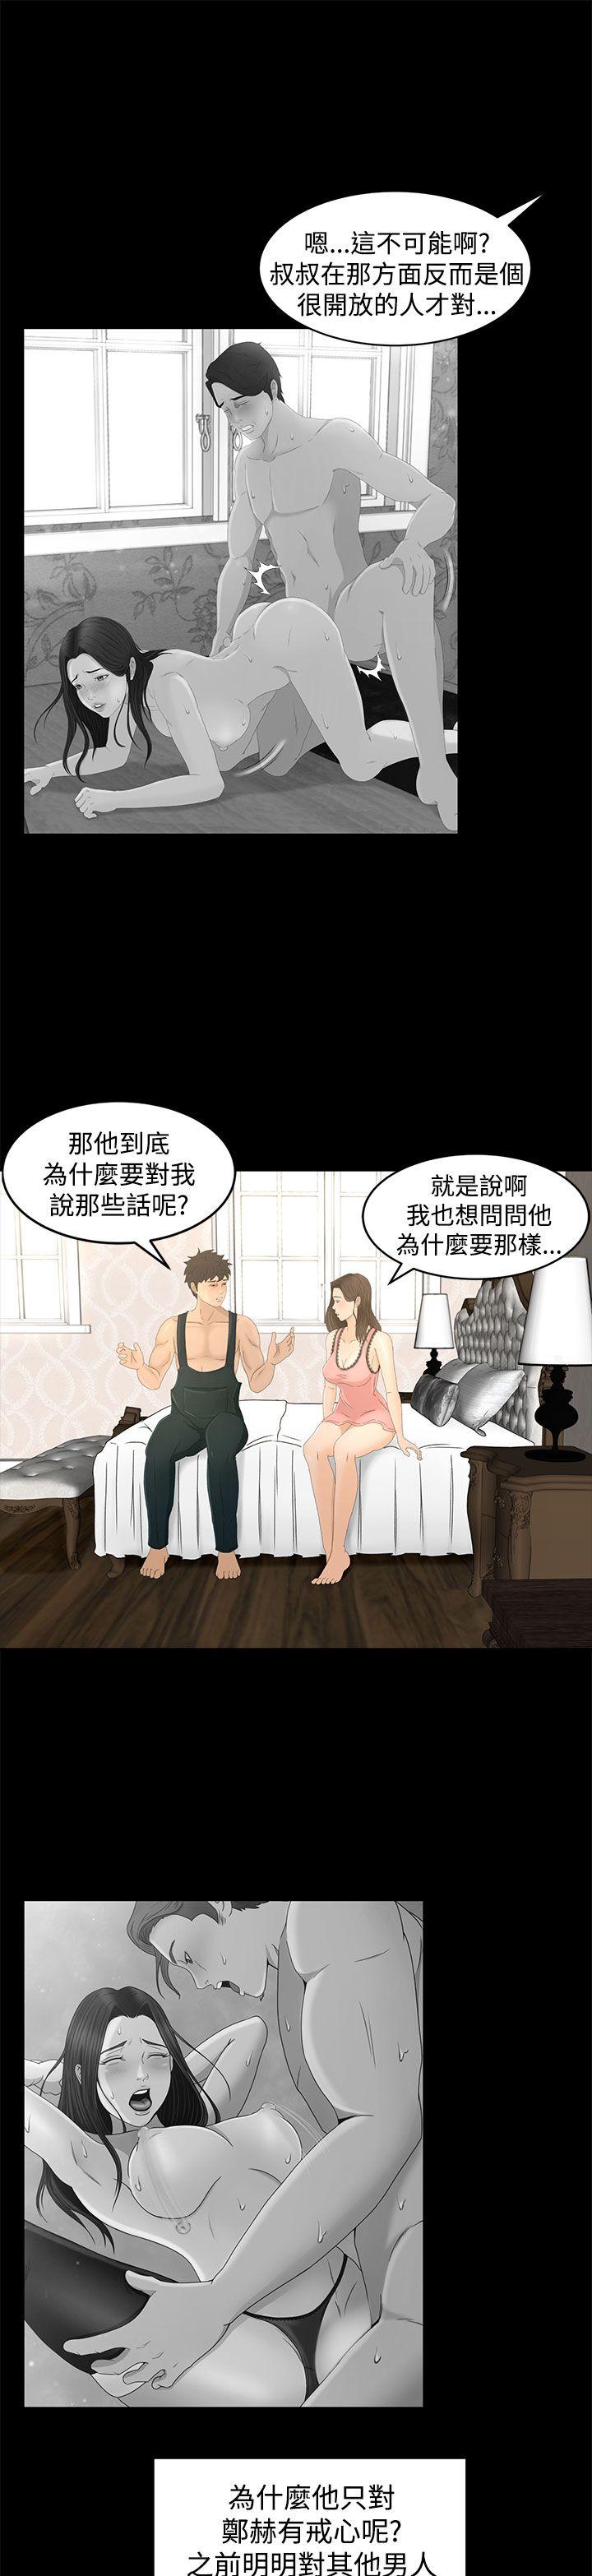 嗯...這不可能啊?
叔叔在那方面反而是個
很開放的人才對...
那他到底
為什麼要對我
說那些話呢?
就是說啊
我也想問問他
為什麼要那樣...
為什麼他只對
鄭赫有戒心呢?
之前明明對其他男人